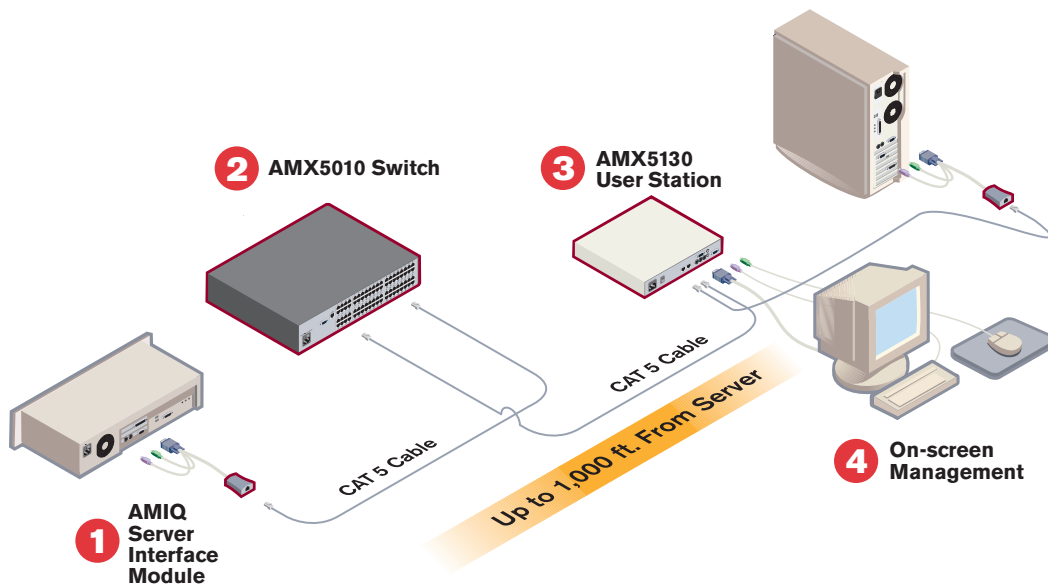 2
AMX5010 Switch
3
AMX5130
User Station
CAT 5 Cable
CAT 5 Cable
Up to 1,000 ft. From Server
4
On-screen
Management
1
AMIQ
Server
Interface
Module